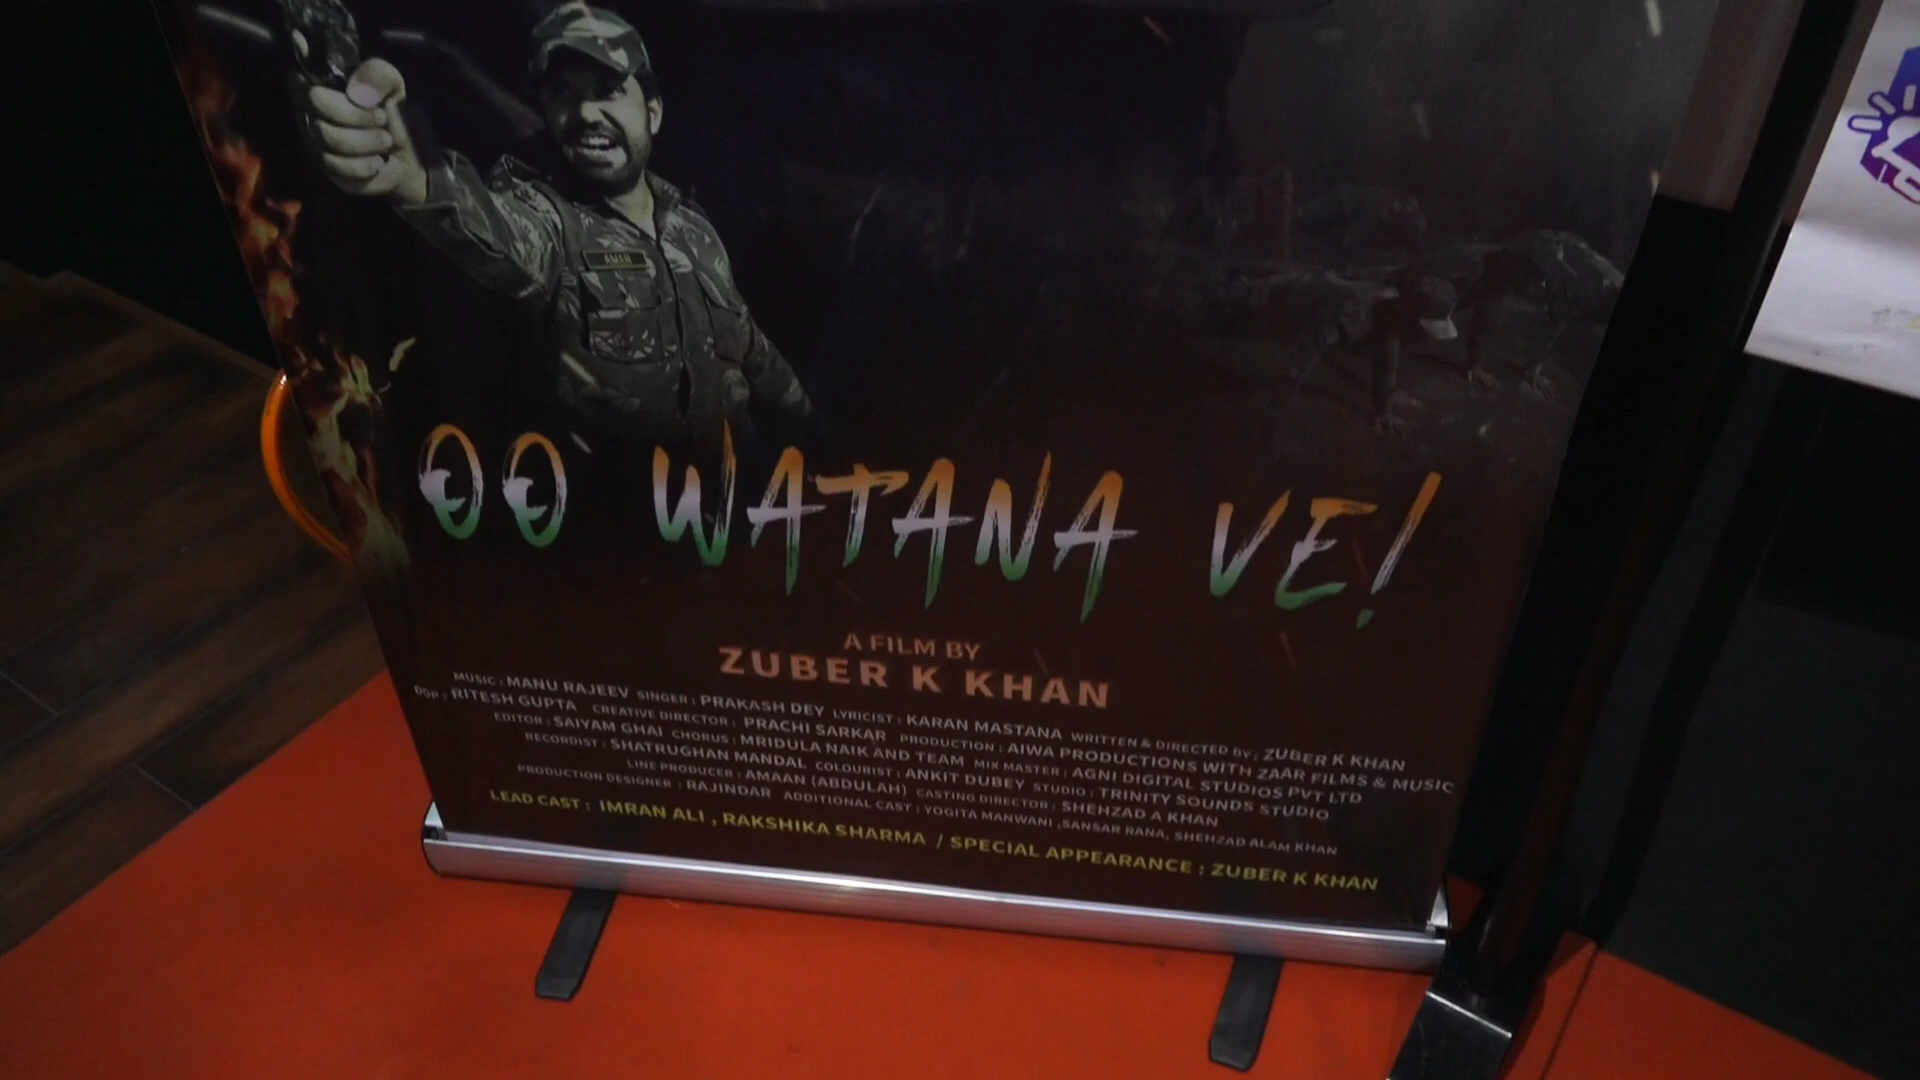 AMAN
OO WATANA VE!
A FILM BY
ZUBER K KHAN
MUSIC : MANU RAJEEV SINGER : PRAKASH DEY LYRICIST : KARAN MASTANA WRITTEN & DIRECTED BY : ZUBER K KHAN
DOP : RITESH GUPTA CREATIVE DIRECTOR : PRACHI SARKAR PRODUCTION : AIWA PRODUCTIONS WITH ZAAR FILMS & MUSIC
EDITOR : SAIYAM GHAI CHORUS : MRIDULA NAIK AND TEAM MIX MASTER : AGNI DIGITAL STUDIOS PVT LTD
RECORDIST : SHATRUGHAN MANDAL COLOURIST : ANKIT DUBEY STUDIO : TRINITY SOUNDS STUDIO
LINE PRODUCER : AMAAN (ABDULAH) CASTING DIRECTOR : SHEHZAD A KHAN
PRODUCTION DESIGNER : RAJINDAR ADDITIONAL CAST : YOGITA MANWANI ,SANSAR RANA, SHEHZAD ALAM KHAN
LEAD CAST : IMRAN ALI , RAKSHIKA SHARMA / SPECIAL APPEARANCE : ZUBER K KHAN